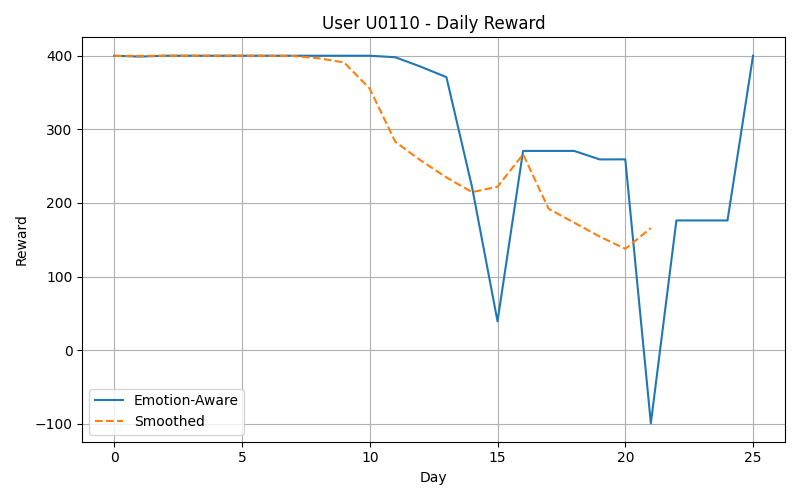 User U0110 - Daily Reward
Reward
400
300
200
100
0
−100
Emotion-Aware
Smoothed
0 5 10 15 20 25
Day